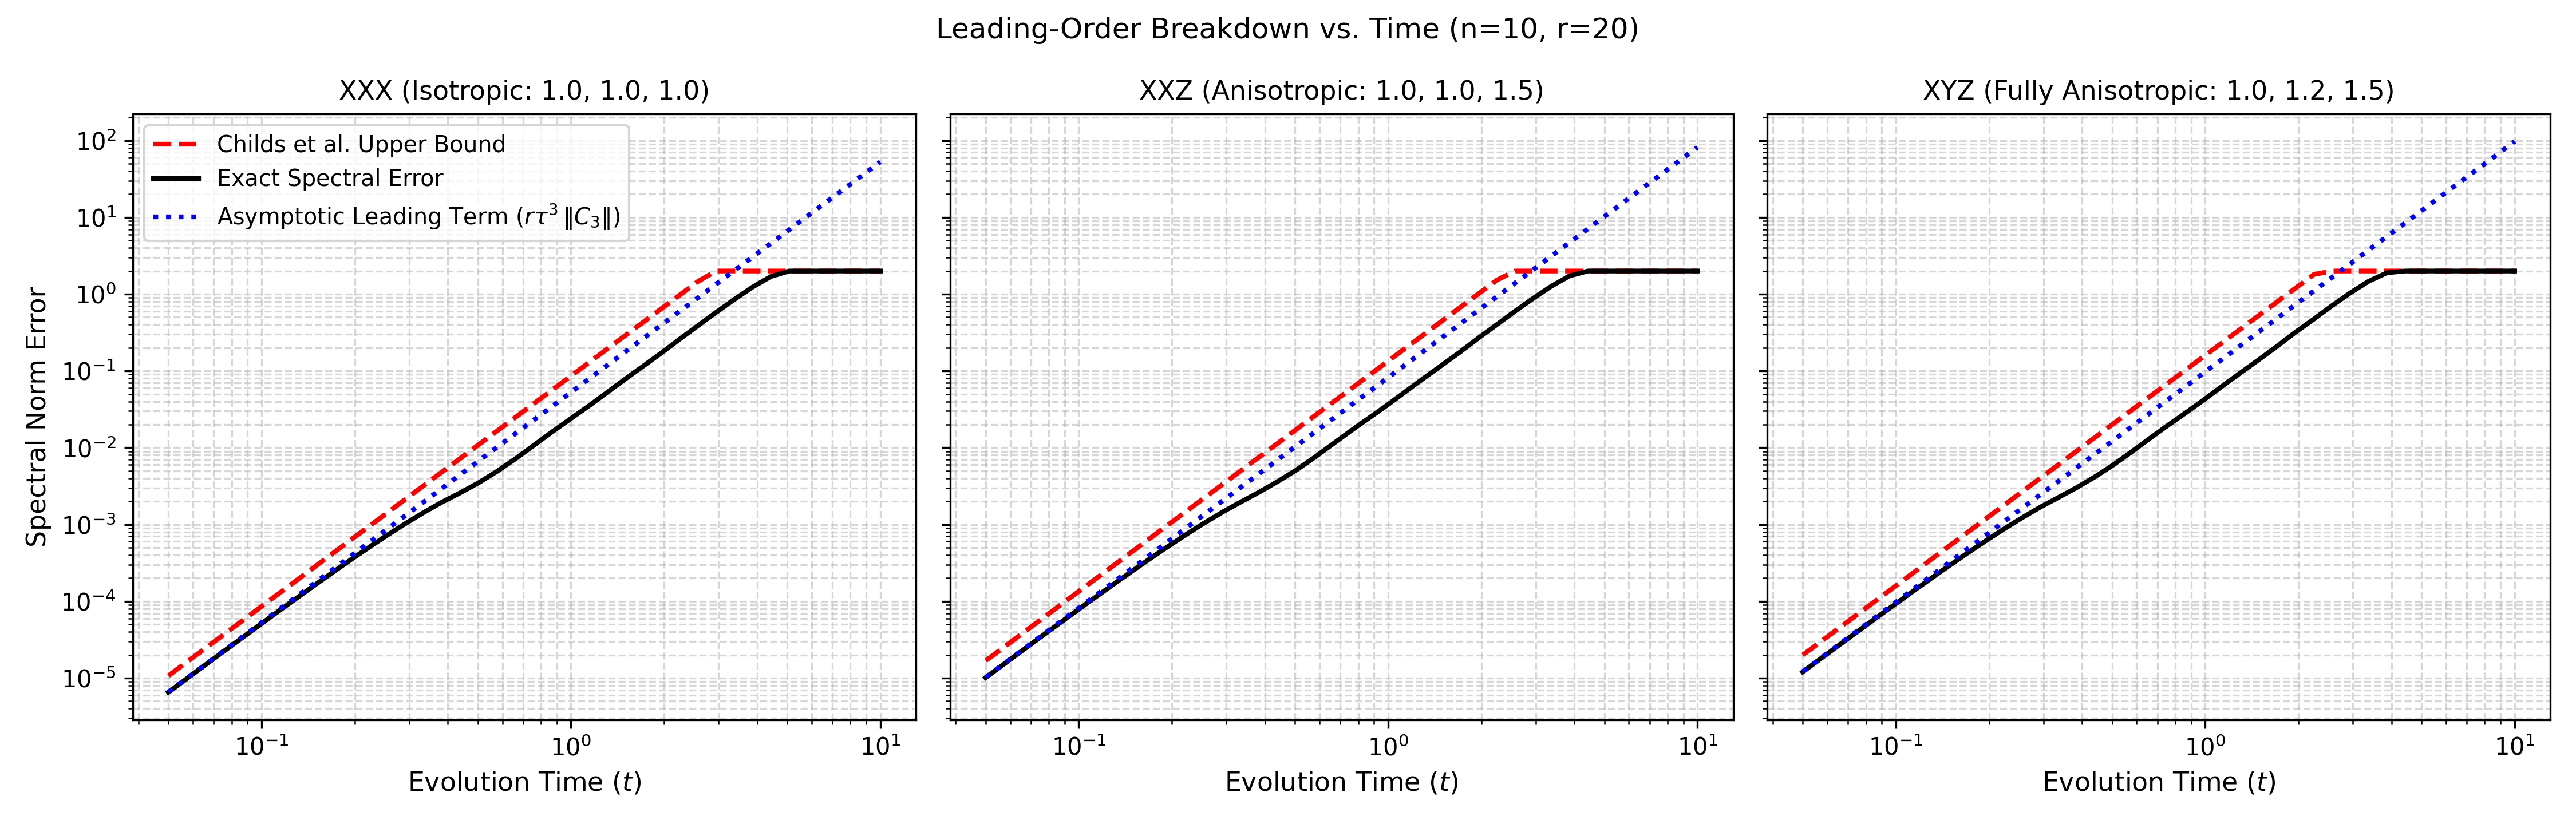 Leading-Order Breakdown vs. Time (n=10, r=20)
XXX (Isotropic: 1.0, 1.0, 1.0)
XXZ (Anisotropic: 1.0, 1.0, 1.5)
XYZ (Fully Anisotropic: 1.0, 1.2, 1.5)
Childs et al. Upper Bound
Exact Spectral Error
Asymptotic Leading Term (rτ³ ‖C₃‖)
Spectral Norm Error
10²
10¹
10⁰
10⁻¹
10⁻²
10⁻³
10⁻⁴
10⁻⁵
10⁻¹ 10⁰ 10¹
10⁻¹ 10⁰ 10¹
10⁻¹ 10⁰ 10¹
Evolution Time (t)
Evolution Time (t)
Evolution Time (t)